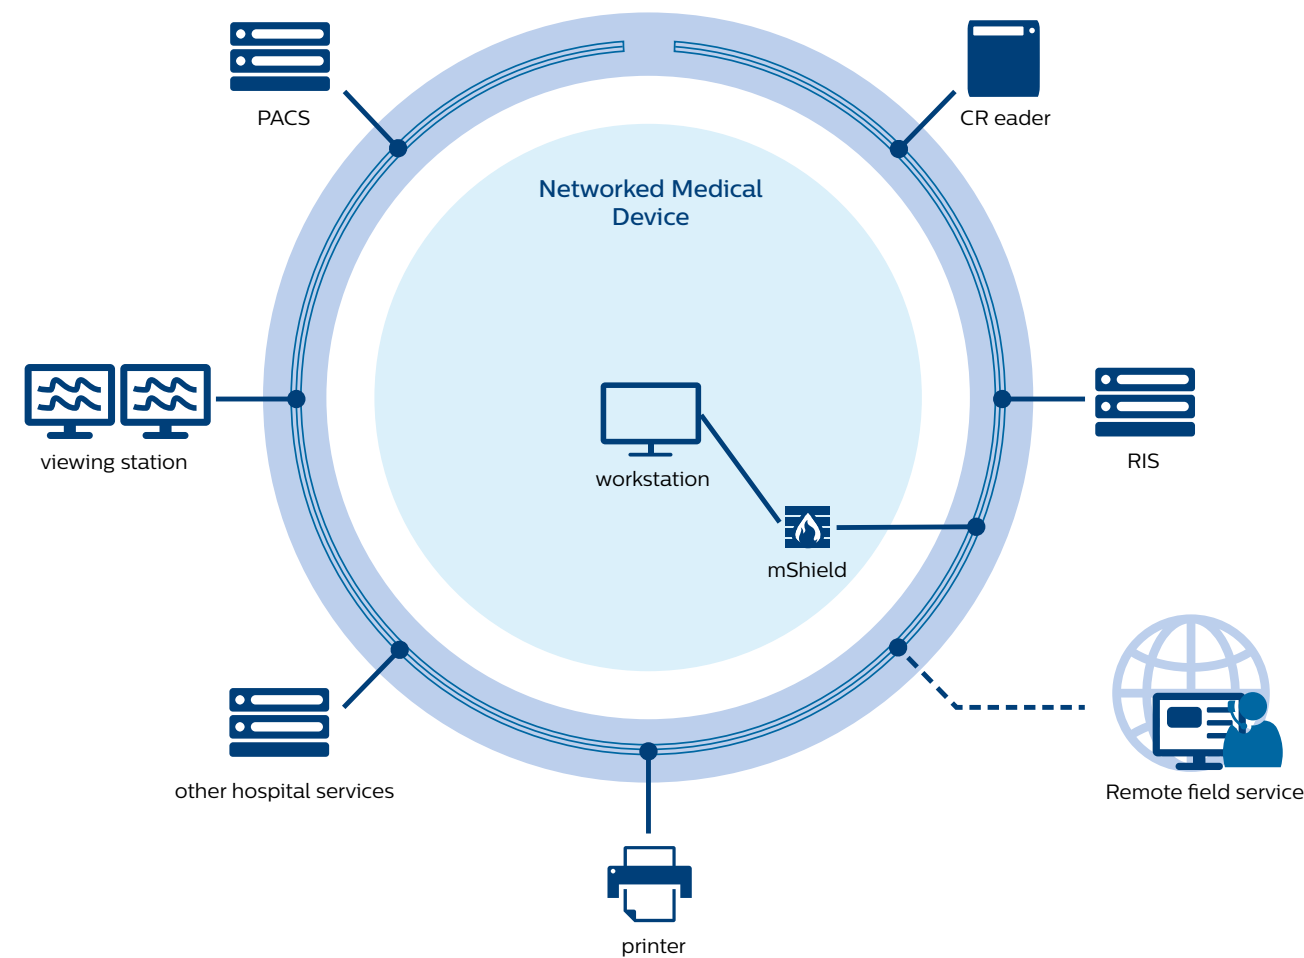 PACS
CR eader
Networked Medical
Device
viewing station
workstation
RIS
mShield
other hospital services
Remote field service
printer